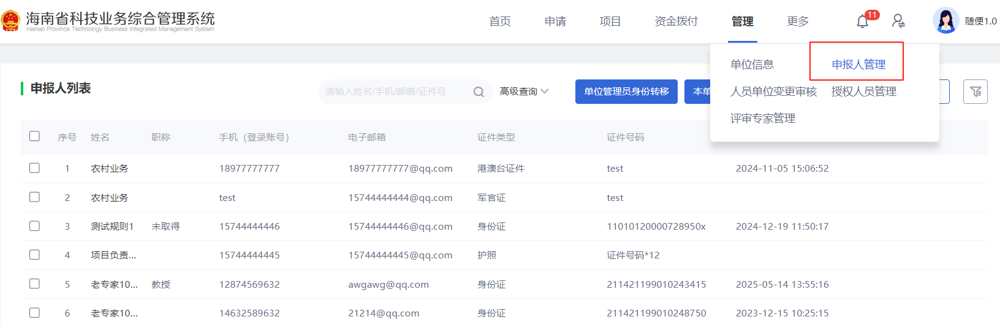 海南省科技业务综合管理系统
Hainan Province Technology Business Integrated Management System
首页 申请 项目 资金拨付 管理 更多 11 随便1.0
单位信息 申报人管理
人员单位变更审核 授权人员管理
评审专家管理
申报人列表 请输入姓名/手机/邮箱/证件号 高级查询 单位管理员身份转移 本单
序号 姓名 职称 手机（登录账号） 电子邮箱 证件类型 证件号码
1 农村业务 18977777777 18977777777@qq.com 港澳台证件 test 2024-11-05 15:06:52
2 农村业务 test 15744444444@qq.com 军官证 test
3 测试规则1 未取得 15744444446 15744444446@qq.com 身份证 11010120000728950x 2024-12-19 11:50:17
4 项目负责... 15744444445 15744444445@qq.com 护照 证件号码*12
5 老专家10... 教授 12874569632 awgawg@qq.com 身份证 211421199010243415 2025-05-14 13:55:16
6 老专家10... 14632589632 21214@qq.com 身份证 211421199010248750 2023-12-15 10:25:15